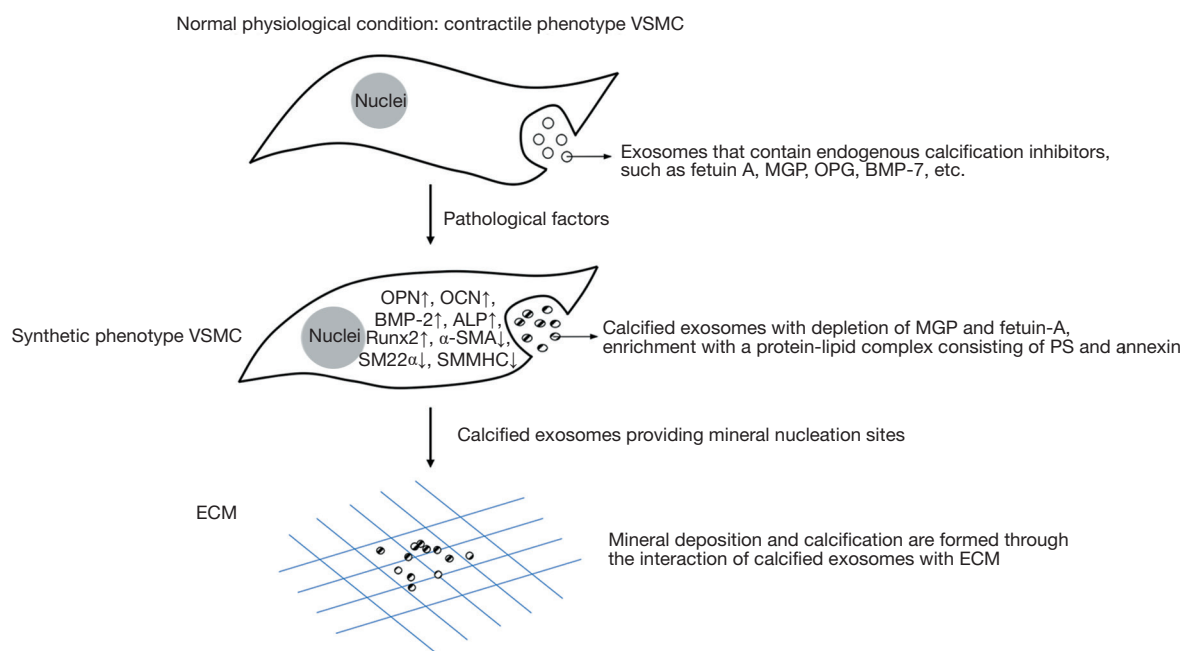 Normal physiological condition: contractile phenotype VSMC
Nuclei
Exosomes that contain endogenous calcification inhibitors,
such as fetuin A, MGP, OPG, BMP-7, etc.
Pathological factors
Synthetic phenotype VSMC
Nuclei
OPN↑, OCN↑,
BMP-2↑, ALP↑,
Runx2↑, α-SMA↓,
SM22α↓, SMMHC↓
Calcified exosomes with depletion of MGP and fetuin-A,
enrichment with a protein-lipid complex consisting of PS and annexin
Calcified exosomes providing mineral nucleation sites
ECM
Mineral deposition and calcification are formed through
the interaction of calcified exosomes with ECM